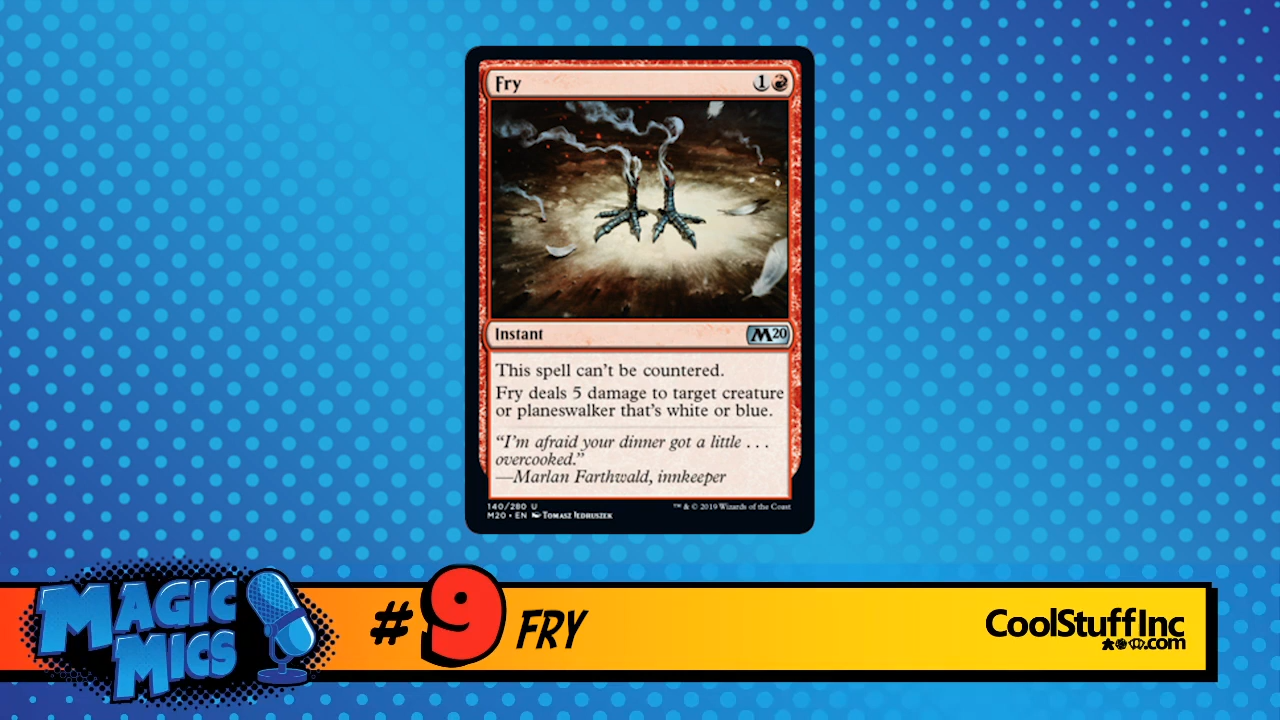 Fry
1
Instant
M20
This spell can't be countered.
Fry deals 5 damage to target creature
or planeswalker that's white or blue.
“I'm afraid your dinner got a little . . .
overcooked.”
—Marlan Farthwald, innkeeper
140/280 U
M20 • EN Tomasz Jedruszek
™ & © 2019 Wizards of the Coast
MAGIC
MICS
#9 FRY
CoolStuffInc
.com